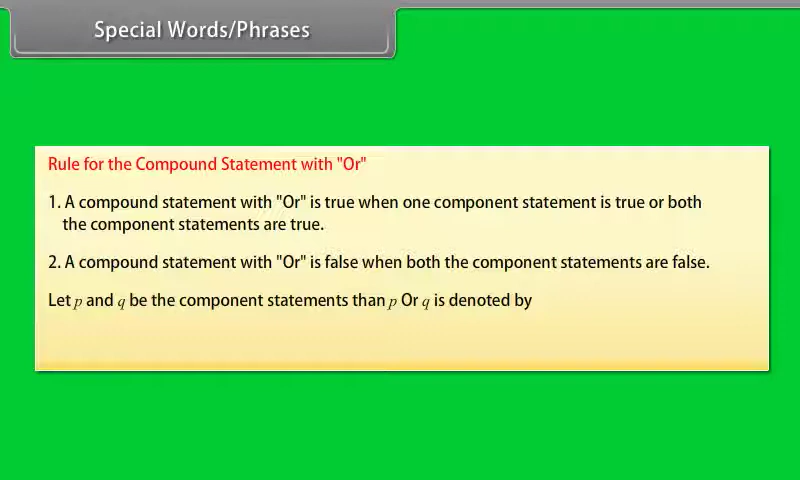 Special Words/Phrases
Rule for the Compound Statement with "Or"
1. A compound statement with "Or" is true when one component statement is true or both
the component statements are true.
2. A compound statement with "Or" is false when both the component statements are false.
Let p and q be the component statements than p Or q is denoted by